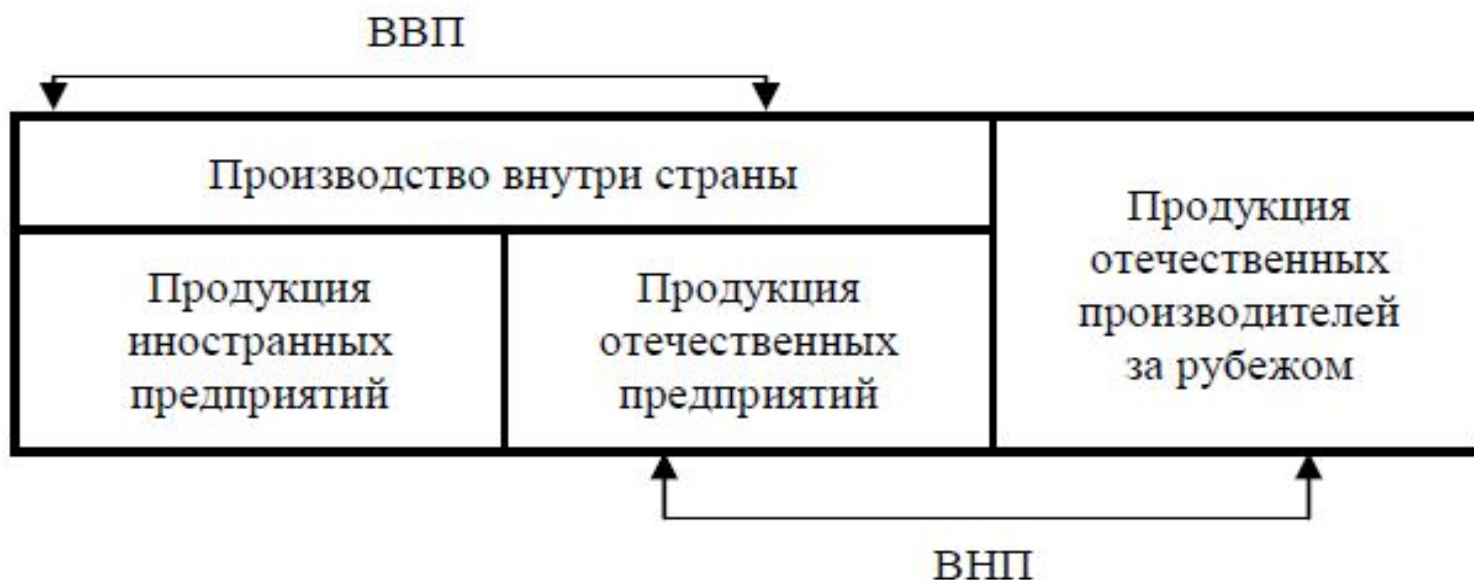 ВВП
Производство внутри страны
Продукция
иностранных
предприятий
Продукция
отечественных
предприятий
Продукция
отечественных
производителей
за рубежом
ВНП